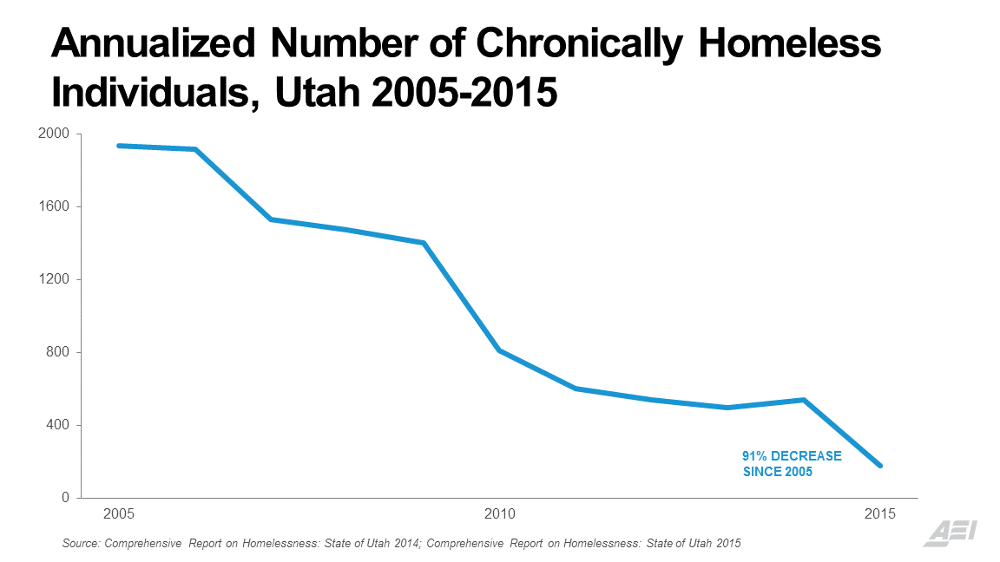 Annualized Number of Chronically Homeless
Individuals, Utah 2005-2015
2000
1600
1200
800
400
0
91% DECREASE
SINCE 2005
2005 2010 2015
Source: Comprehensive Report on Homelessness: State of Utah 2014; Comprehensive Report on Homelessness: State of Utah 2015
AEI